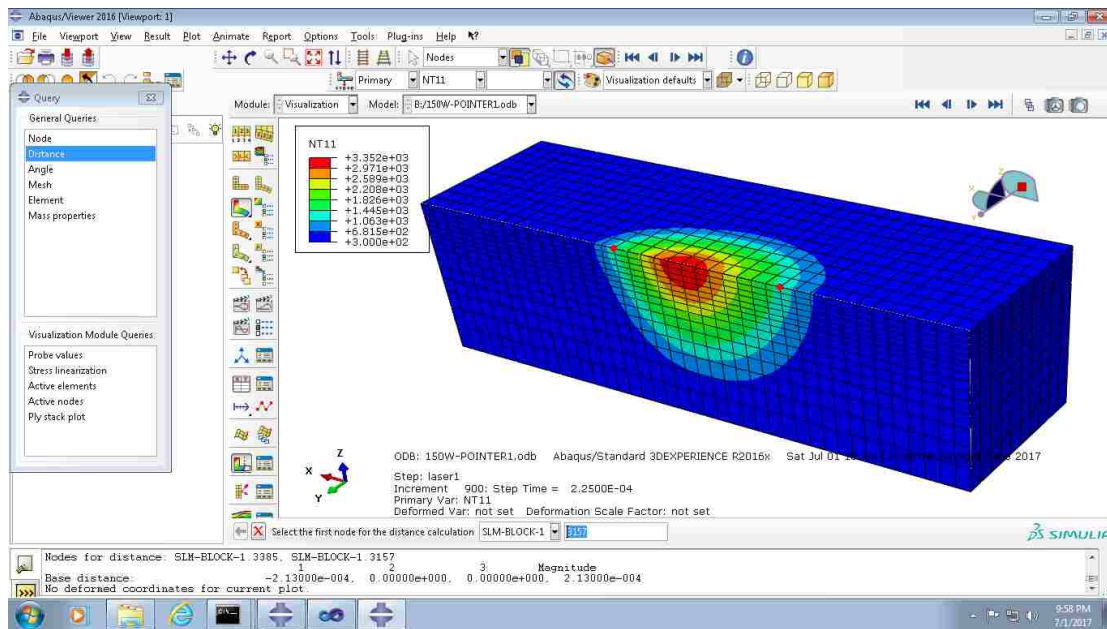 Abaqus/Viewer 2016 [Viewport: 1]
File Viewport View Result Plot Animate Report Options Tools Plug-ins Help
Nodes
Primary NT11 Visualization defaults
Query
General Queries
Node
Distance
Angle
Mesh
Element
Mass properties
Visualization Module Queries
Probe values
Stress linearization
Active elements
Active nodes
Ply stack plot
Module: Visualization Model: B:/150W-POINTER1.odb
NT11
+3.352e+03
+2.971e+03
+2.589e+03
+2.208e+03
+1.826e+03
+1.445e+03
+1.063e+03
+6.815e+02
+3.000e+02
Z
X
Y
ODB: 150W-POINTER1.odb Abaqus/Standard 3DEXPERIENCE R2016x Sat Jul 01 2017
Step: laser1
Increment 900: Step Time = 2.2500E-04
Primary Var: NT11
Deformed Var: not set Deformation Scale Factor: not set
Select the first node for the distance calculation SLM-BLOCK-1 3157
SIMULIA
Nodes for distance: SLM-BLOCK-1.3385, SLM-BLOCK-1.3157
1 2 3 Magnitude
Base distance: -2.13000e-004, 0.00000e+000, 0.00000e+000, 2.13000e-004
No deformed coordinates for current plot.
9:58 PM
7/1/2017